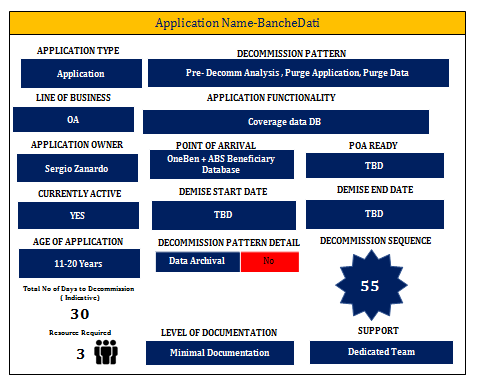 Application Name-BancheDati
APPLICATION TYPE
DECOMMISSION PATTERN
Application
Pre- Decomm Analysis , Purge Application, Purge Data
LINE OF BUSINESS
APPLICATION FUNCTIONALITY
OA
Coverage data DB
APPLICATION OWNER
POINT OF ARRIVAL
POA READY
Sergio Zanardo
OneBen + ABS Beneficiary
Database
TBD
CURRENTLY ACTIVE
DEMISE START DATE
DEMISE END DATE
YES
TBD
TBD
AGE OF APPLICATION
DECOMMISSION PATTERN DETAIL
DECOMMISSION SEQUENCE
11-20 Years
Data Archival
No
55
Total No of Days to Decommission
( Indicative)
30
Resource Required
3
LEVEL OF DOCUMENTATION
SUPPORT
Minimal Documentation
Dedicated Team